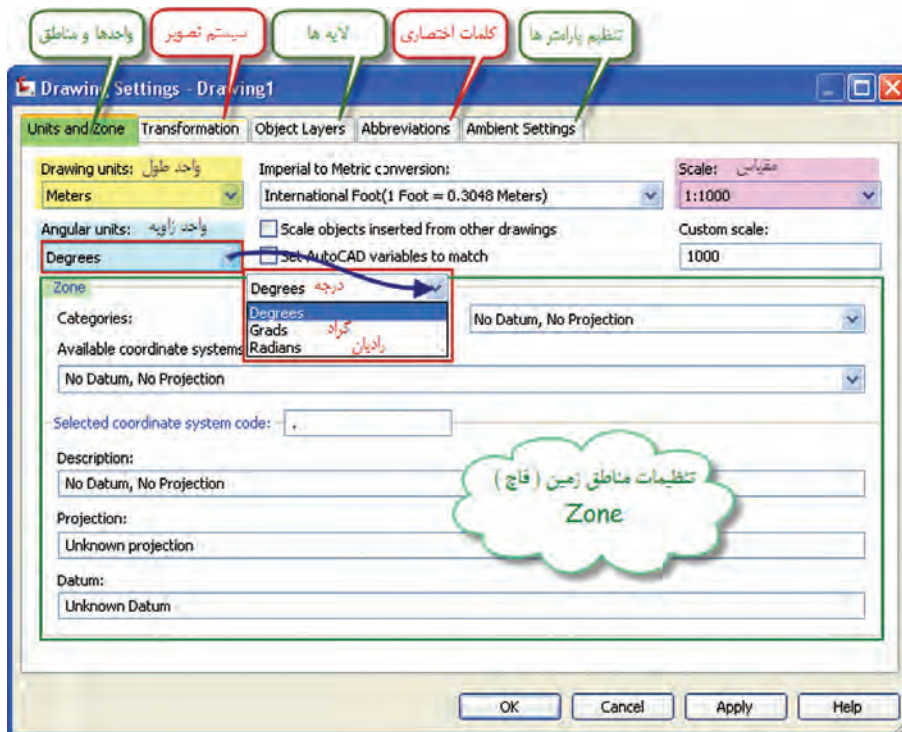 واحدها و مناطق
سیستم تصویر
لایه ها
کلمات اختصاری
تنظیم پارامتر ها
Drawing Settings - Drawing1
Units and Zone
Transformation
Object Layers
Abbreviations
Ambient Settings
Drawing units: واحد طول
Imperial to Metric conversion:
Scale: مقیاس
Meters
International Foot(1 Foot = 0.3048 Meters)
1:1000
Angular units: واحد زاویه
Scale objects inserted from other drawings
Custom scale:
Degrees
Set AutoCAD variables to match
1000
Zone
Degrees درجه
Categories:
Degrees
No Datum, No Projection
Grads گراد
Available coordinate systems
Radians رادیان
No Datum, No Projection
Selected coordinate system code: .
Description:
تنظیمات مناطق زمین ( قاچ )
No Datum, No Projection
Zone
Projection:
Unknown projection
Datum:
Unknown Datum
OK
Cancel
Apply
Help